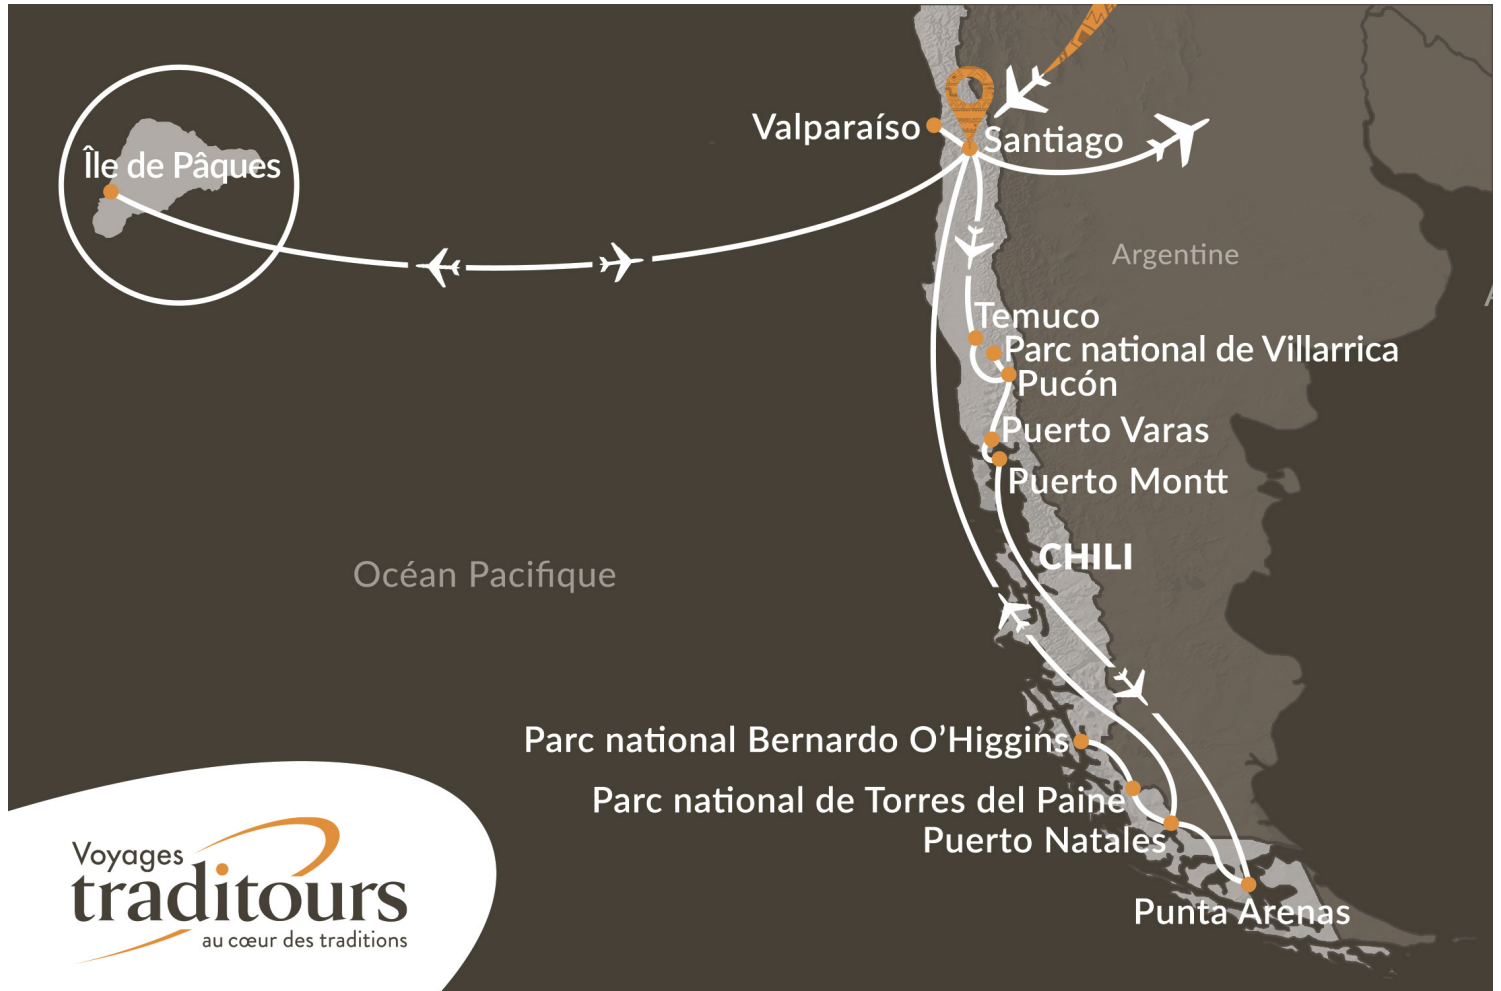 Île de Pâques
Valparaíso
Santiago
Argentine
Temuco
Parc national de Villarrica
Pucón
Puerto Varas
Puerto Montt
CHILI
Océan Pacifique
Parc national Bernardo O’Higgins
Parc national de Torres del Paine
Puerto Natales
Punta Arenas
Voyages
traditours
au cœur des traditions